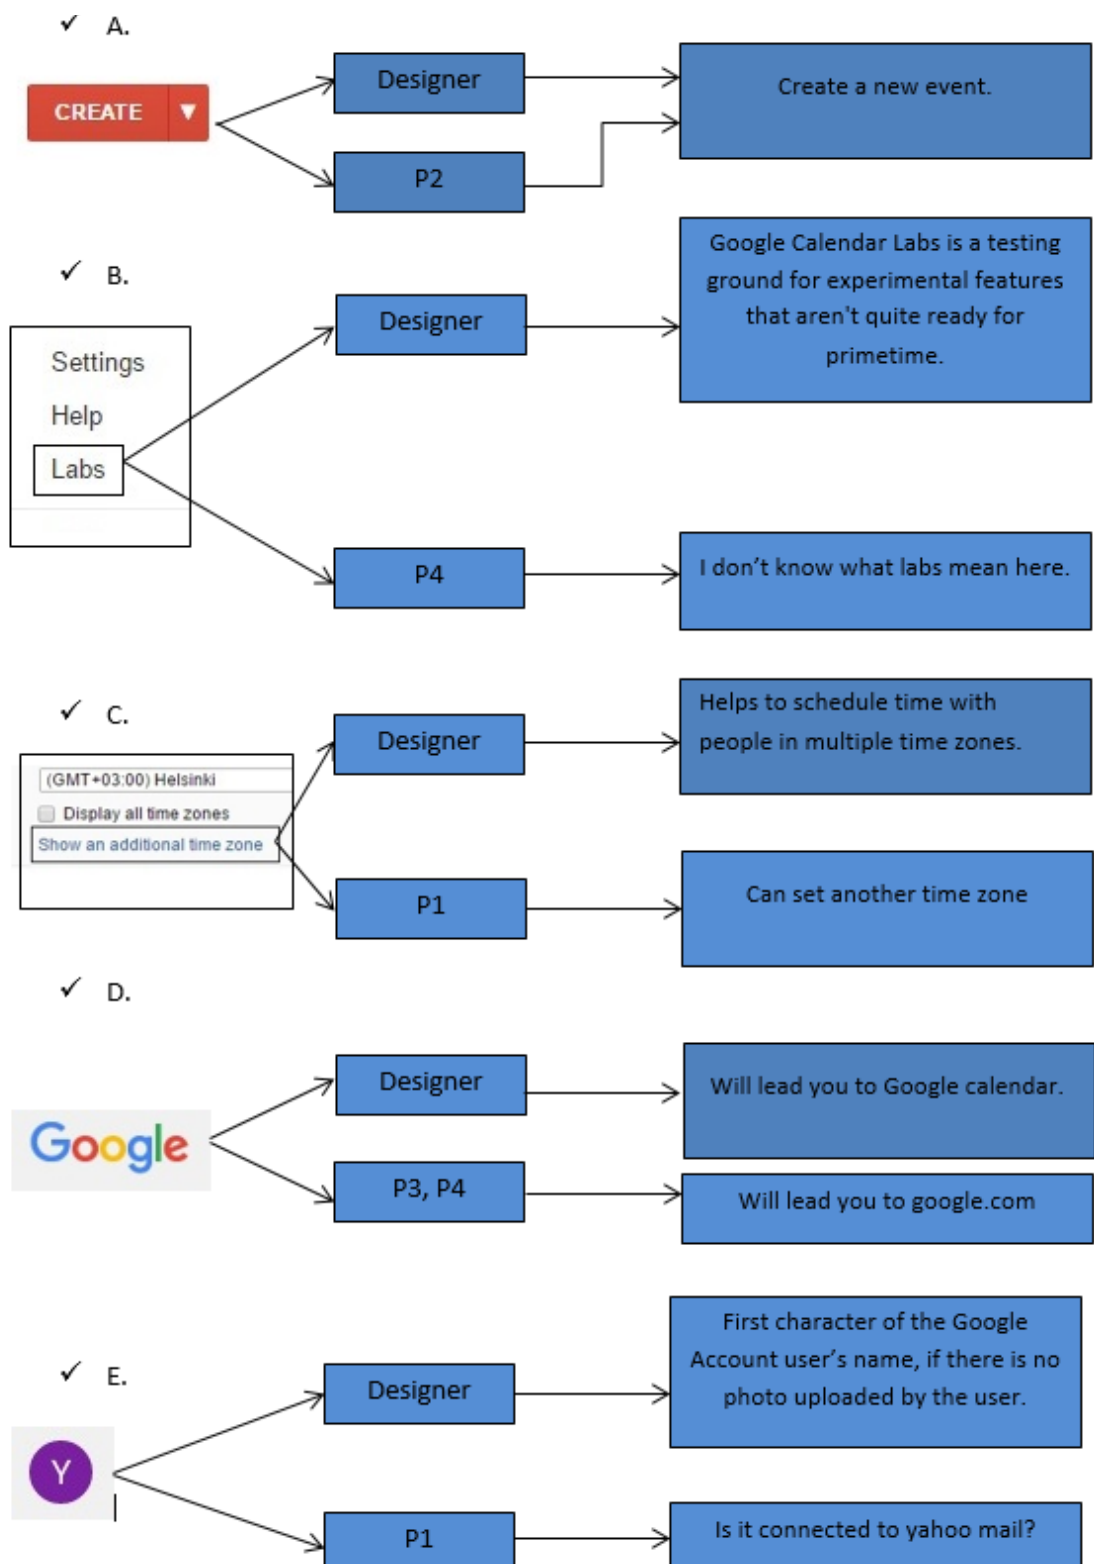 ✓ A.
CREATE ▼
Designer
Create a new event.
P2
✓ B.
Settings
Help
Labs
Designer
Google Calendar Labs is a testing
ground for experimental features
that aren't quite ready for
primetime.
P4
I don’t know what labs mean here.
✓ C.
(GMT+03:00) Helsinki
Display all time zones
Show an additional time zone
Designer
Helps to schedule time with
people in multiple time zones.
P1
Can set another time zone
✓ D.
Google
Designer
Will lead you to Google calendar.
P3, P4
Will lead you to google.com
✓ E.
Y
Designer
First character of the Google
Account user’s name, if there is no
photo uploaded by the user.
P1
Is it connected to yahoo mail?